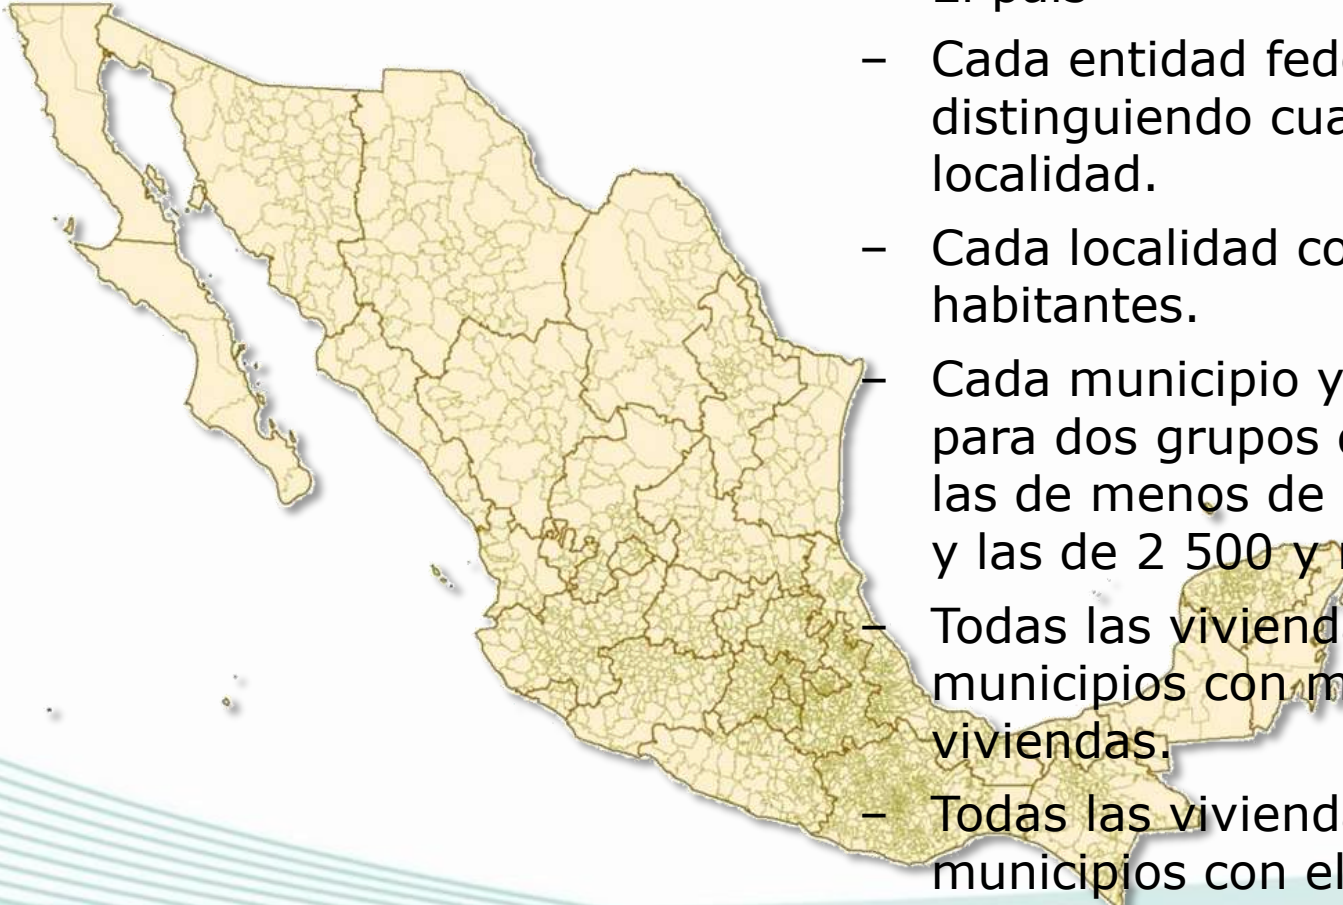 El país
– Cada entidad fed
distinguiendo cua
localidad.
– Cada localidad co
habitantes.
– Cada municipio y
para dos grupos
las de menos de
y las de 2 500 y
– Todas las viviend
municipios con m
viviendas.
– Todas las viviend
municipios con el